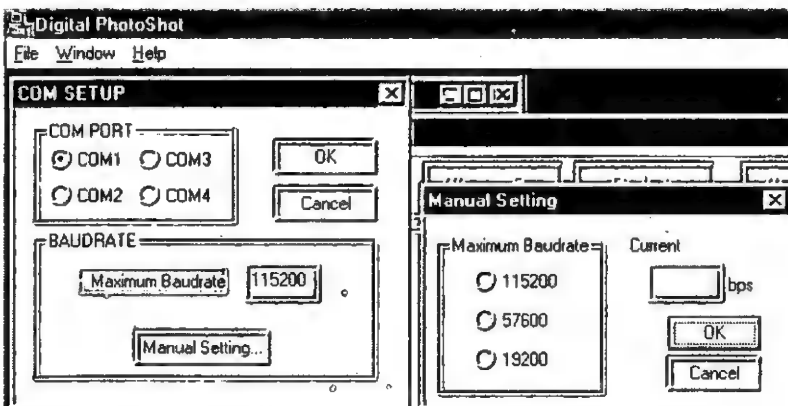 Digital PhotoShot
File Window Help
COM SETUP
COM PORT
COM1 COM3
COM2 COM4
OK
Cancel
BAUDRATE
Maximum Baudrate 115200
Manual Setting...
Manual Setting
Maximum Baudrate
115200
57600
19200
Current
bps
OK
Cancel